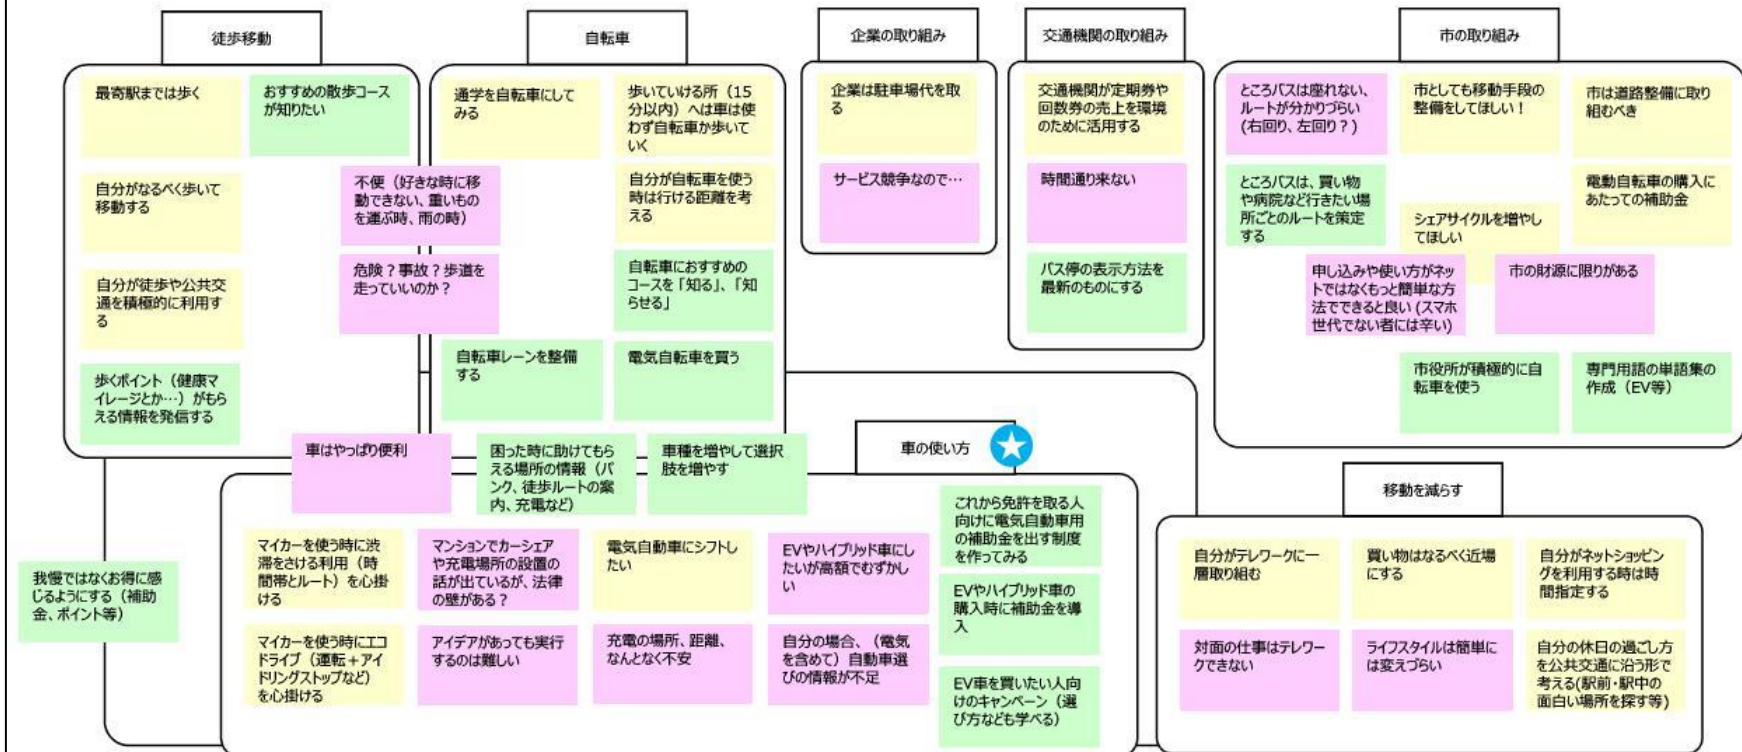 徒歩移動
最寄駅までは歩く
おすすめの散歩コース
が知りたい
自分がなるべく歩いて
移動する
不便（好きな時に移
動できない、重いもの
を運ぶ時、雨の時）
自分が徒歩や公共交
通を積極的に利用す
る
危険？事故？歩道を
走っていいのか？
歩くポイント（健康マ
イレージとか…）がもら
える情報を発信する
自転車
通学を自転車にして
みる
歩いていける所（15
分以内）へは車は使
わず自転車か歩いて
いく
自分が自転車を使う
時は行ける距離を考
える
自転車におすすめの
コースを「知る」、「知
らせる」
自転車レーンを整備
する
電気自転車を買う
企業の取り組み
企業は駐車場代を取
る
サービス競争なので…
交通機関の取り組み
交通機関が定期券や
回数券の売上を環境
のために活用する
時間通り来ない
バス停の表示方法を
最新のものにする
市の取り組み
ところバスは座れない、
ルートが分かりづらい
(右回り、左回り？)
市としても移動手段の
整備をしてほしい！
市は道路整備に取り
組むべき
ところバスは、買い物
や病院など行きたい場
所ごとのルートを策定
する
シェアサイクルを増やし
てほしい
電動自転車の購入に
あたっての補助金
申し込みや使い方がネッ
トではなくもっと簡単な方
法でできると良い (スマホ
世代でない者には辛い)
市の財源に限りがある
市役所が積極的に自
転車を使う
専門用語の単語集の
作成（EV等）
車の使い方
車はやっぱり便利
困った時に助けてもら
える場所の情報（パ
ンク、徒歩ルートの案
内、充電など）
車種を増やして選択
肢を増やす
我慢ではなくお得に感
じるようにする（補助
金、ポイント等）
マイカーを使う時に渋
滞をさける利用（時
間帯とルート）を心掛
ける
マンションでカーシェア
や充電場所の設置の
話が出ているが、法律
の壁がある？
電気自動車にシフトし
たい
EVやハイブリッド車にし
たいが高額でむずかし
い
これから免許を取る人
向けに電気自動車用
の補助金を出す制度
を作ってみる
EVやハイブリッド車の
購入時に補助金を導
入
マイカーを使う時にエコ
ドライブ（運転＋アイ
ドリングストップなど）
を心掛ける
アイデアがあっても実行
するのは難しい
充電の場所、距離、
なんとなく不安
自分の場合、（電気
を含めて）自動車選
びの情報が不足
EV車を買いたい人向
けのキャンペーン（選
び方なども学べる）
移動を減らす
自分がテレワークに一
層取り組む
買い物はなるべく近場
にする
自分がネットショッピン
グを利用する時は時
間指定する
対面の仕事はテレワー
クできない
ライフスタイルは簡単に
は変えづらい
自分の休日の過ごし方
を公共交通に沿う形で
考える(駅前・駅中の
面白い場所を探す等)